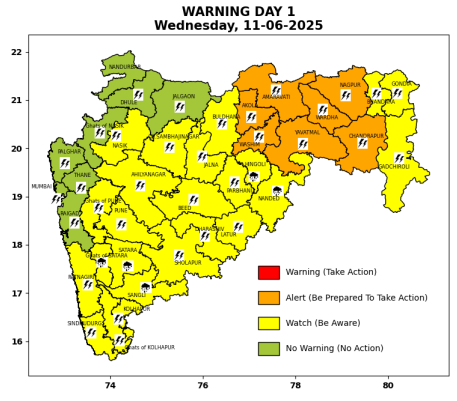 WARNING DAY 1
Wednesday, 11-06-2025
22
21
20
19
18
17
16
74
76
78
80
NANDURBAR
DHULE
JALGAON
Ghats of NASIK
NASIK
PALGHAR
THANE
MUMBAI
RAIGAD
Ghats of PUNE
PUNE
AHILYANAGAR
SAMBHAJINAGAR
JALNA
BULDHANA
AKOLA
AMARAVATI
WASHIM
NAGPUR
WARDHA
YAVATMAL
BHANDARA
GONDIA
CHANDRAPUR
GADCHIROLI
HINGOLI
PARBHANI
NANDED
BEED
DHARASHIV
LATUR
SHOLAPUR
SATARA
Ghats of SATARA
RATNAGIRI
SANGLI
KOLHAPUR
SINDHUDURG
Ghats of KOLHAPUR
Warning (Take Action)
Alert (Be Prepared To Take Action)
Watch (Be Aware)
No Warning (No Action)